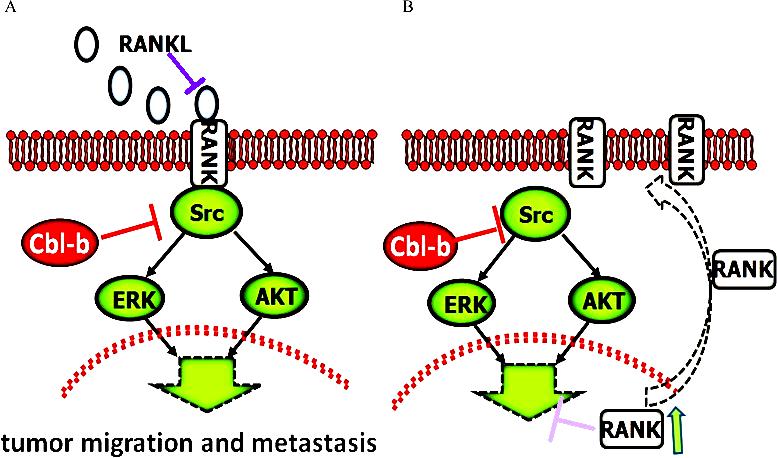 A
RANKL
RANK
Src
Cbl-b
ERK
AKT
tumor migration and metastasis
B
RANK
RANK
Src
Cbl-b
RANK
ERK
AKT
RANK